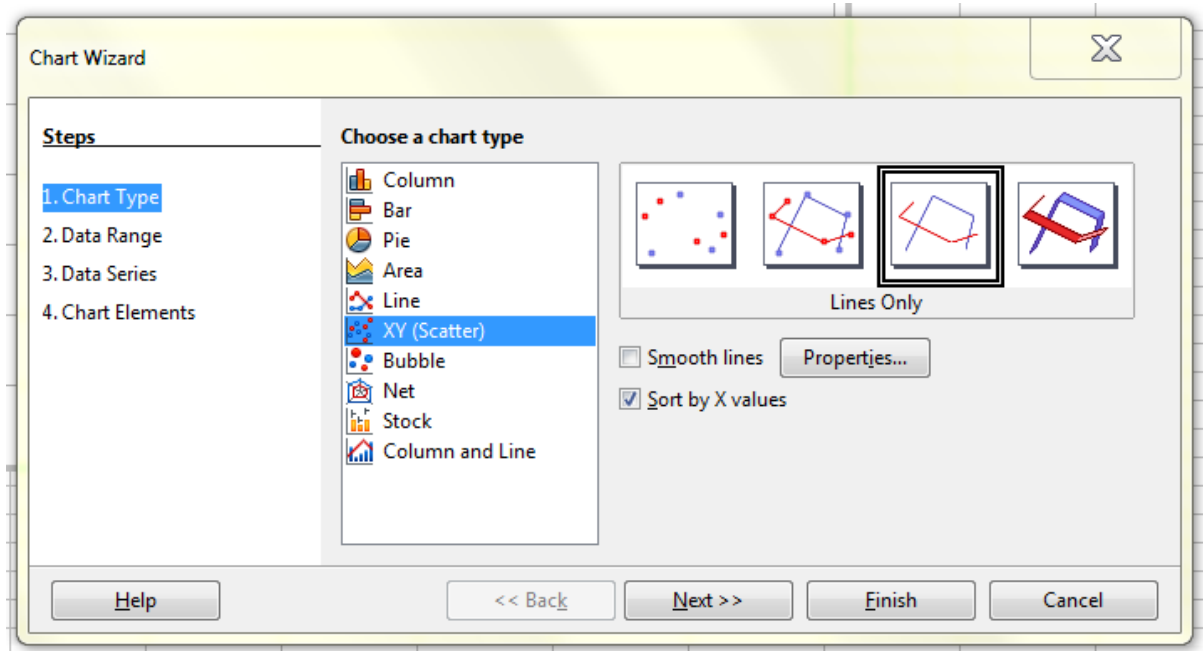 Chart Wizard
Steps
1. Chart Type
2. Data Range
3. Data Series
4. Chart Elements
Choose a chart type
Column
Bar
Pie
Area
Line
XY (Scatter)
Bubble
Net
Stock
Column and Line
Lines Only
Smooth lines
Properties...
Sort by X values
Help
<< Back
Next >>
Finish
Cancel